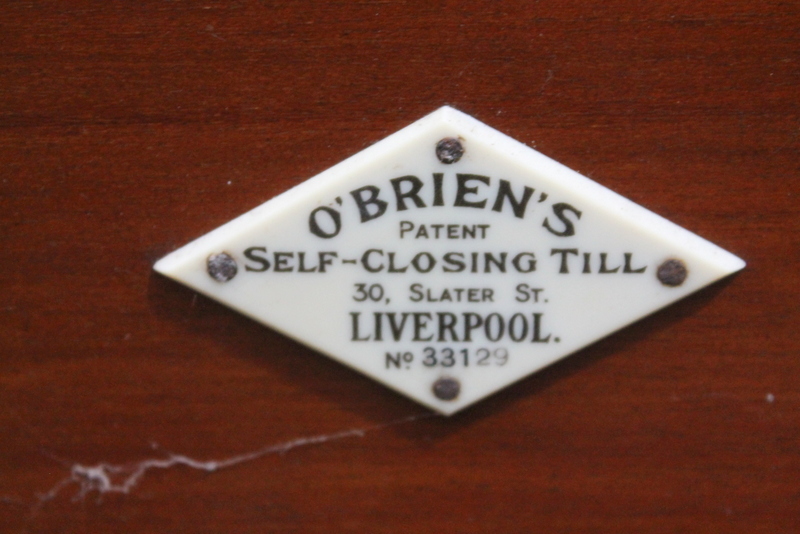 O'BRIEN'S
PATENT
SELF-CLOSING TILL
30, SLATER ST.
LIVERPOOL.
Nº 33129